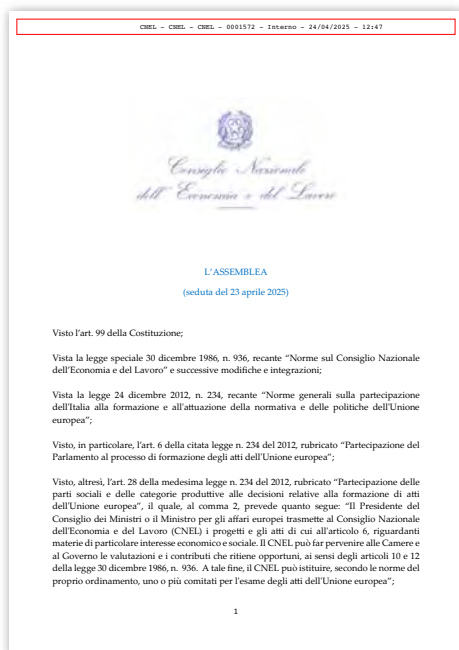 CNEL - CNEL - CNEL - 0001572 - Interno - 24/04/2025 - 12:47
Consiglio Nazionale
dell' Economia e del Lavoro
L'ASSEMBLEA
(seduta del 23 aprile 2025)
Visto l'art. 99 della Costituzione;
Vista la legge speciale 30 dicembre 1986, n. 936, recante "Norme sul Consiglio Nazionale
dell'Economia e del Lavoro" e successive modifiche e integrazioni;
Vista la legge 24 dicembre 2012, n. 234, recante "Norme generali sulla partecipazione
dell'Italia alla formazione e all'attuazione della normativa e delle politiche dell'Unione
europea";
Visto, in particolare, l'art. 6 della citata legge n. 234 del 2012, rubricato "Partecipazione del
Parlamento al processo di formazione degli atti dell'Unione europea";
Visto, altresì, l'art. 28 della medesima legge n. 234 del 2012, rubricato "Partecipazione delle
parti sociali e delle categorie produttive alle decisioni relative alla formazione di atti
dell'Unione europea", il quale, al comma 2, prevede quanto segue: "Il Presidente del
Consiglio dei Ministri o il Ministro per gli affari europei trasmette al Consiglio Nazionale
dell'Economia e del Lavoro (CNEL) i progetti e gli atti di cui all'articolo 6, riguardanti
materie di particolare interesse economico e sociale. Il CNEL può far pervenire alle Camere e
al Governo le valutazioni e i contributi che ritiene opportuni, ai sensi degli articoli 10 e 12
della legge 30 dicembre 1986, n. 936. A tale fine, il CNEL può istituire, secondo le norme del
proprio ordinamento, uno o più comitati per l'esame degli atti dell'Unione europea";
1